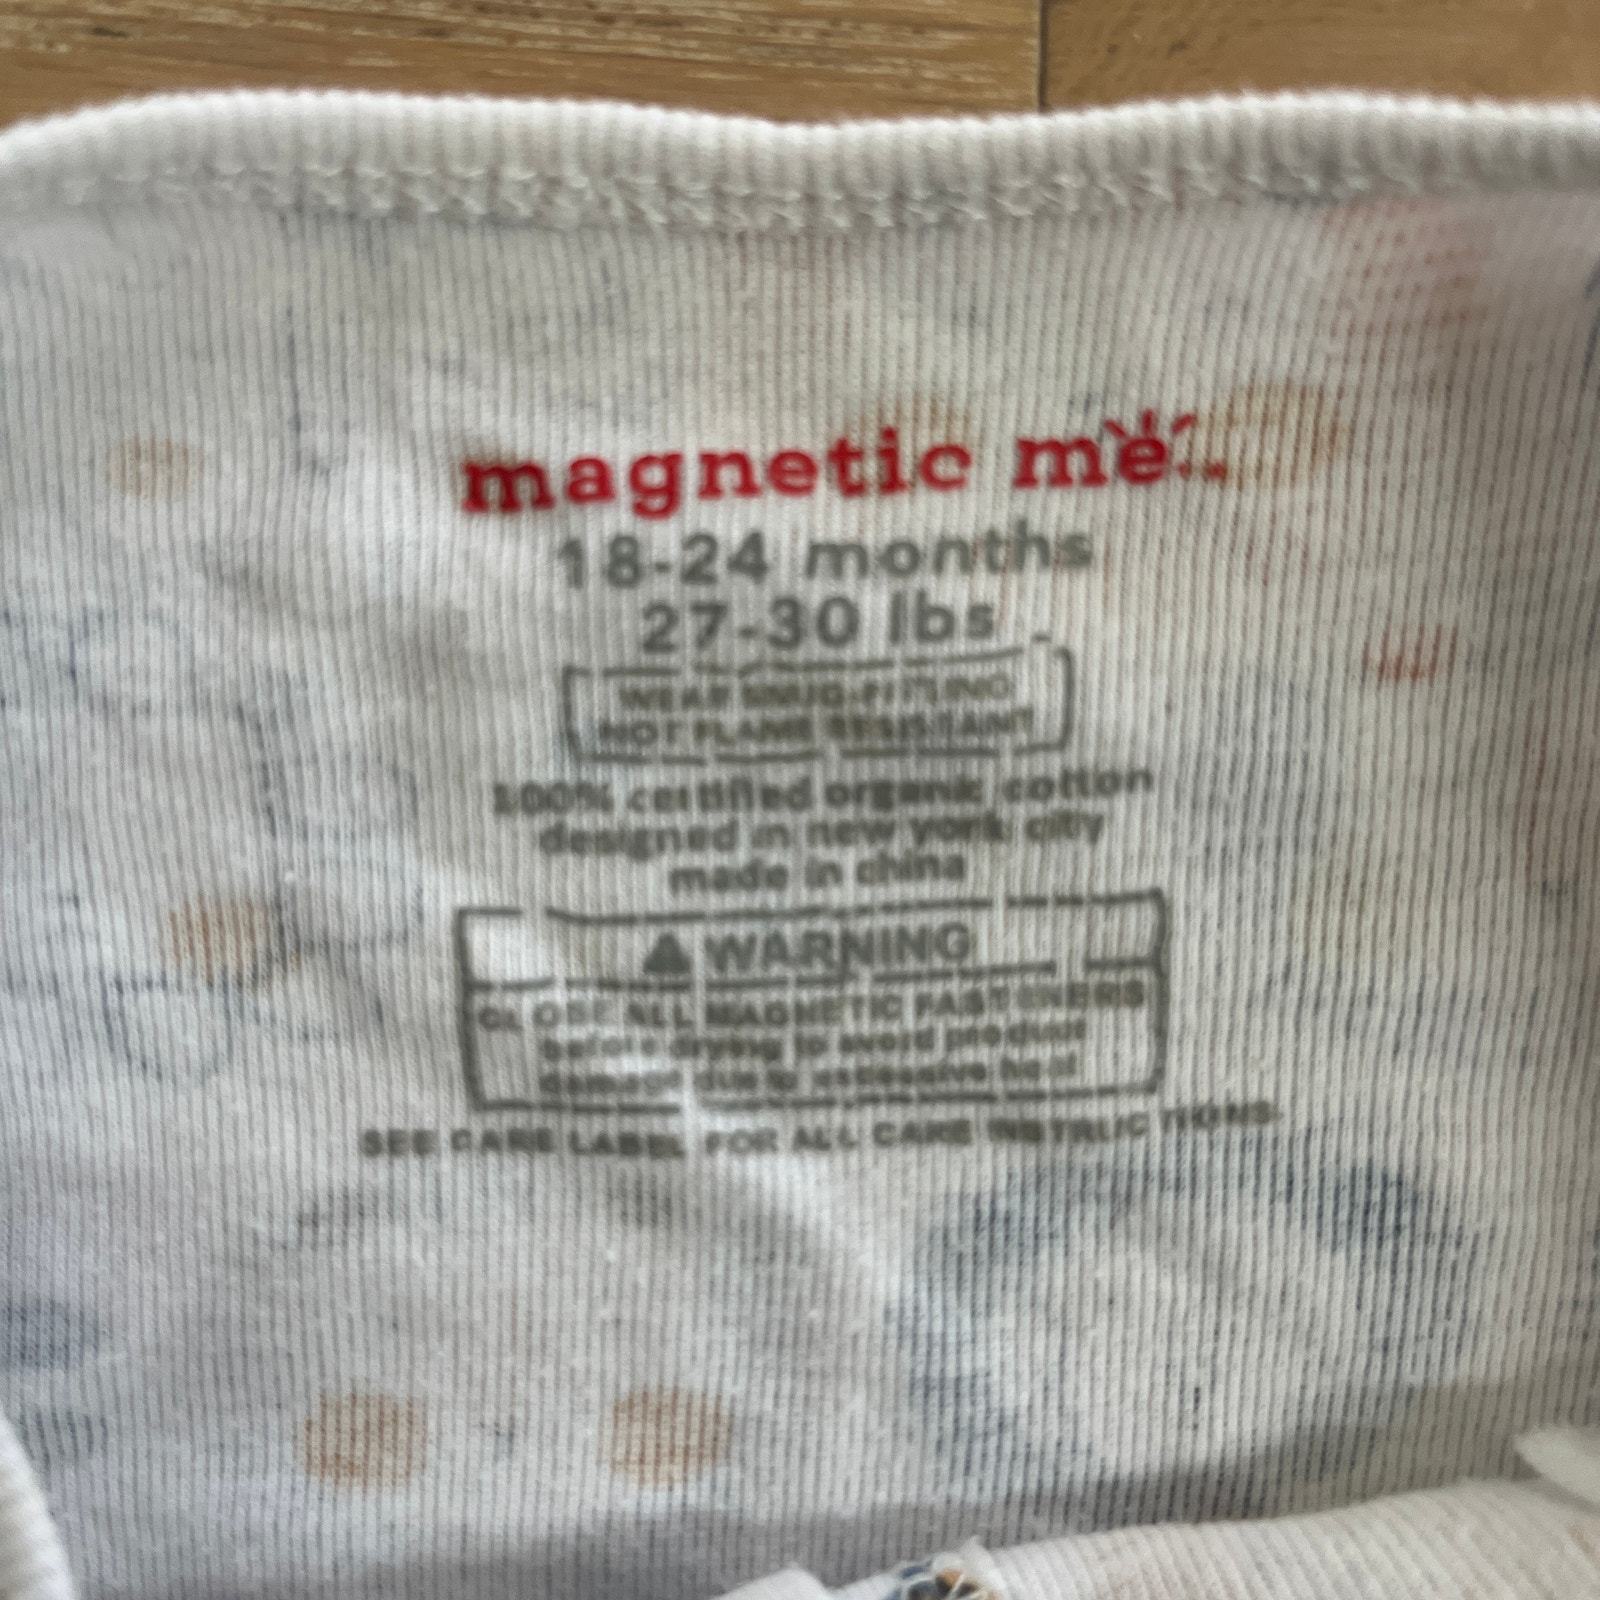 magnetic me
18-24 months
27-30 lbs
WEAR SNUG-FITTING
NOT FLAME RESISTANT
100% certified organic cotton
designed in new york city
made in china
WARNING
CLOSE ALL MAGNETIC FASTENERS
before drying to avoid product
damage due to excessive heat
SEE CARE LABEL FOR ALL CARE INSTRUCTIONS.